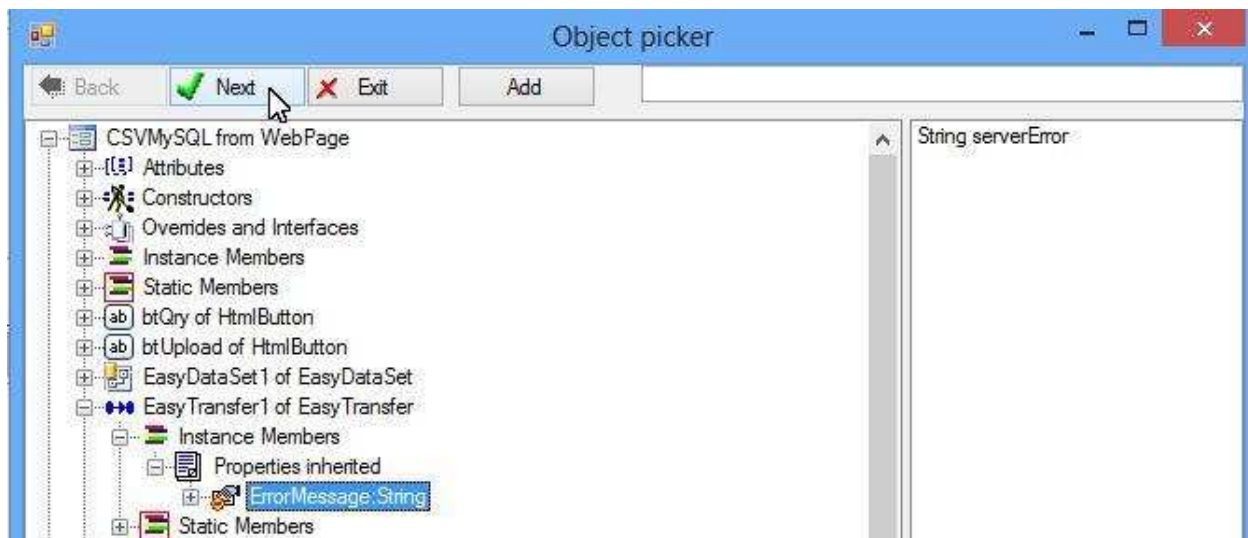 Object picker
Back Next Exit Add
CSVMySQL from WebPage
String serverError
Attributes
Constructors
Overrides and Interfaces
Instance Members
Static Members
ab btQry of HtmlButton
ab btUpload of HtmlButton
EasyDataSet1 of EasyDataSet
EasyTransfer1 of EasyTransfer
Instance Members
Properties inherited
ErrorMessage:String
Static Members